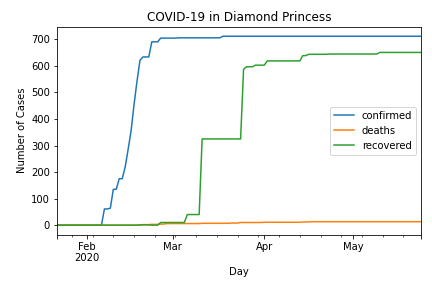 COVID-19 in Diamond Princess
Number of Cases
700
600
500
400
300
200
100
0
confirmed
deaths
recovered
Feb
2020
Mar
Apr
May
Day